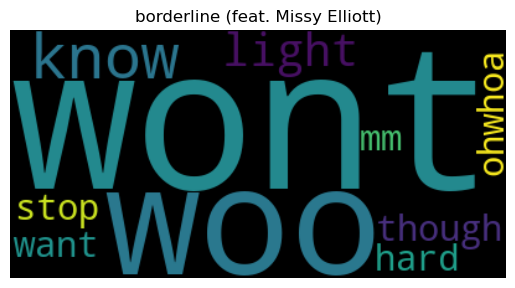 borderline (feat. Missy Elliott)
know light
wont
mm
ohwhoa
stop
woo
though
want
hard